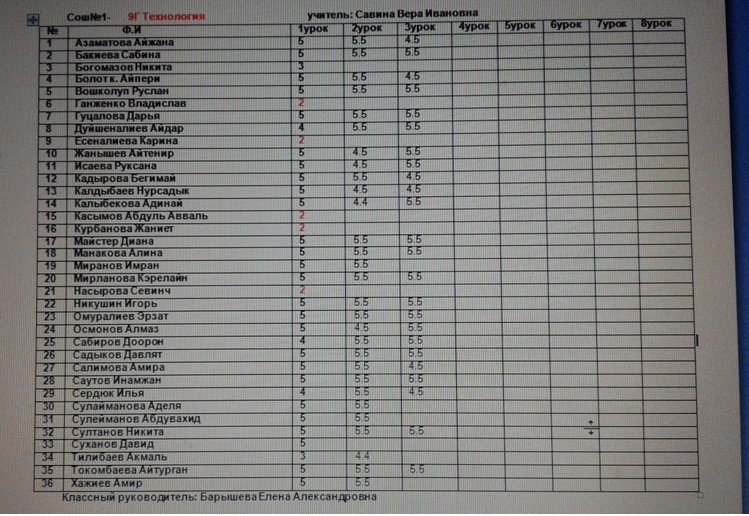 Сош№1- 9Г Технология учитель: Савина Вера Ивановна
№ Ф.И 1урок 2урок 3урок 4урок 5урок 6урок 7урок 8урок
1 Азаматова Айжана 5 5.5 4.5
2 Бакиева Сабина 5 5.5 5.5
3 Богомазов Никита 3
4 Болот к. Айпери 5 5.5 4.5
5 Вошколуп Руслан 5 5.5 5.5
6 Ганженко Владислав 2
7 Гуцалова Дарья 5 5.5 5.5
8 Дуйшеналиев Айдар 4 5.5 5.5
9 Есеналиева Карина 2
10 Жанышев Айтенир 5 4.5 5.5
11 Исаева Руксана 5 4.5 5.5
12 Кадырова Бегимай 5 5.5 4.5
13 Калдыбаев Нурсадык 5 4.5 4.5
14 Калыбекова Адинай 5 4.4 5.5
15 Касымов Абдуль Авваль 2
16 Курбанова Жаниет 2
17 Майстер Диана 5 5.5 5.5
18 Манакова Алина 5 5.5 5.5
19 Миранов Имран 5 5.5
20 Мирланова Кэрелайн 5 5.5 5.5
21 Насырова Севинч 2
22 Никушин Игорь 5 5.5 5.5
23 Омуралиев Эрзат 5 5.5 5.5
24 Осмонов Алмаз 5 4.5 5.5
25 Сабиров Доорон 4 5.5 5.5
26 Садыков Давлят 5 5.5 5.5
27 Салимова Амира 5 5.5 4.5
28 Саутов Инамжан 5 5.5 5.5
29 Сердюк Илья 4 5.5 4.5
30 Сулайманова Аделя 5 5.5
31 Сулейманов Абдувахид 5 5.5
32 Султанов Никита 5 5.5 5.5
33 Суханов Давид 5
34 Тилибаев Акмаль 3 4.4
35 Токомбаева Айтурган 5 5.5 5.5
36 Хажиев Амир 5 5.5
Классный руководитель: Барышева Елена Александровна